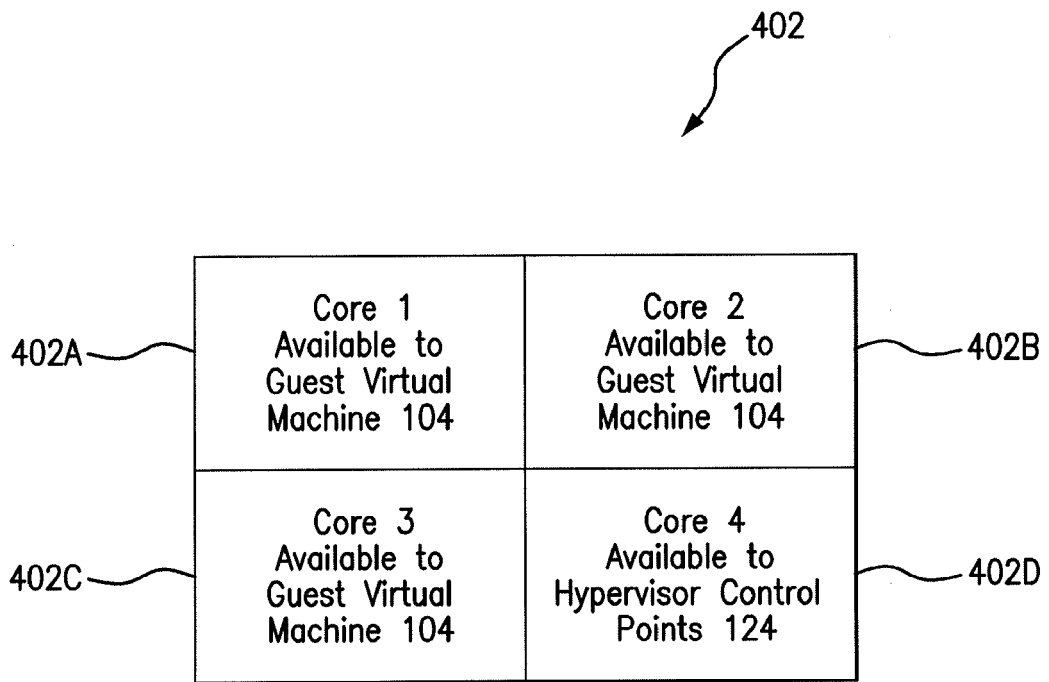 402
402A
Core 1
Available to
Guest Virtual
Machine 104
Core 2
Available to
Guest Virtual
Machine 104
402B
402C
Core 3
Available to
Guest Virtual
Machine 104
Core 4
Available to
Hypervisor Control
Points 124
402D